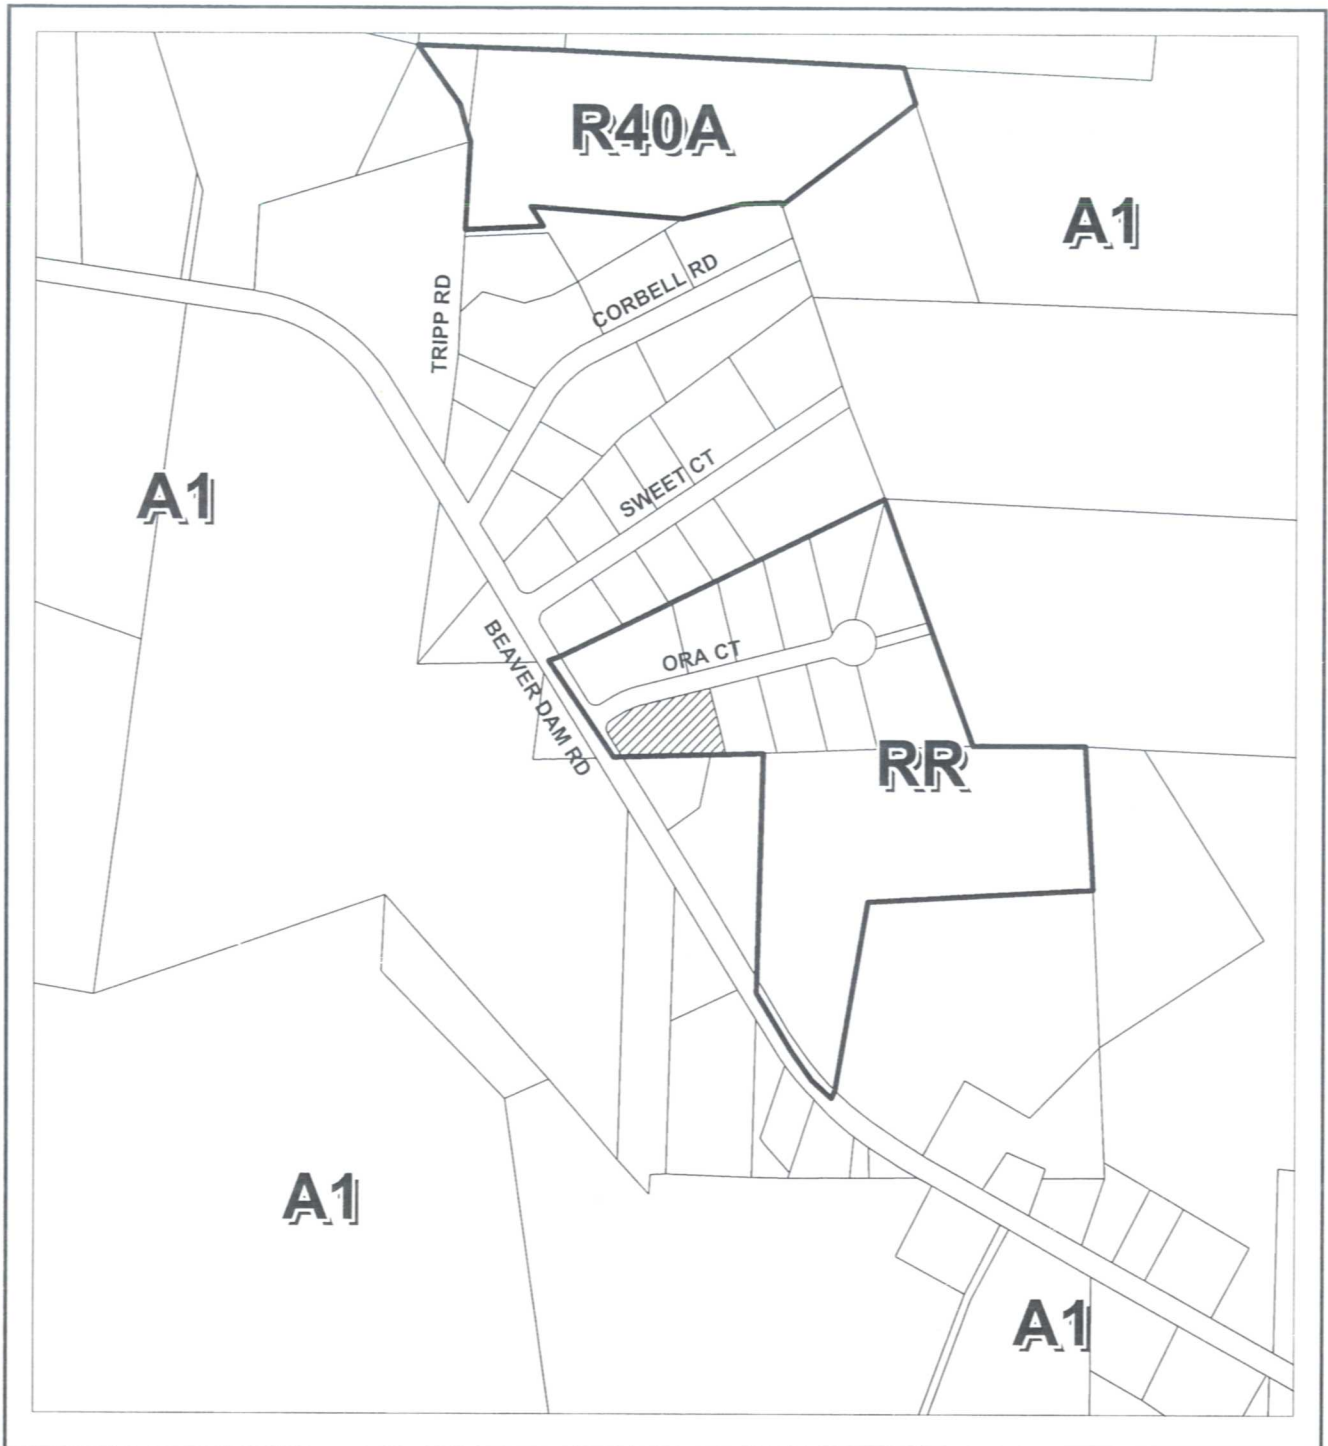 R40A
A1
CORBELL RD
TRIPP RD
A1
SWEET CT
BEAVER DAM RD
ORA CT
RR
A1
A1